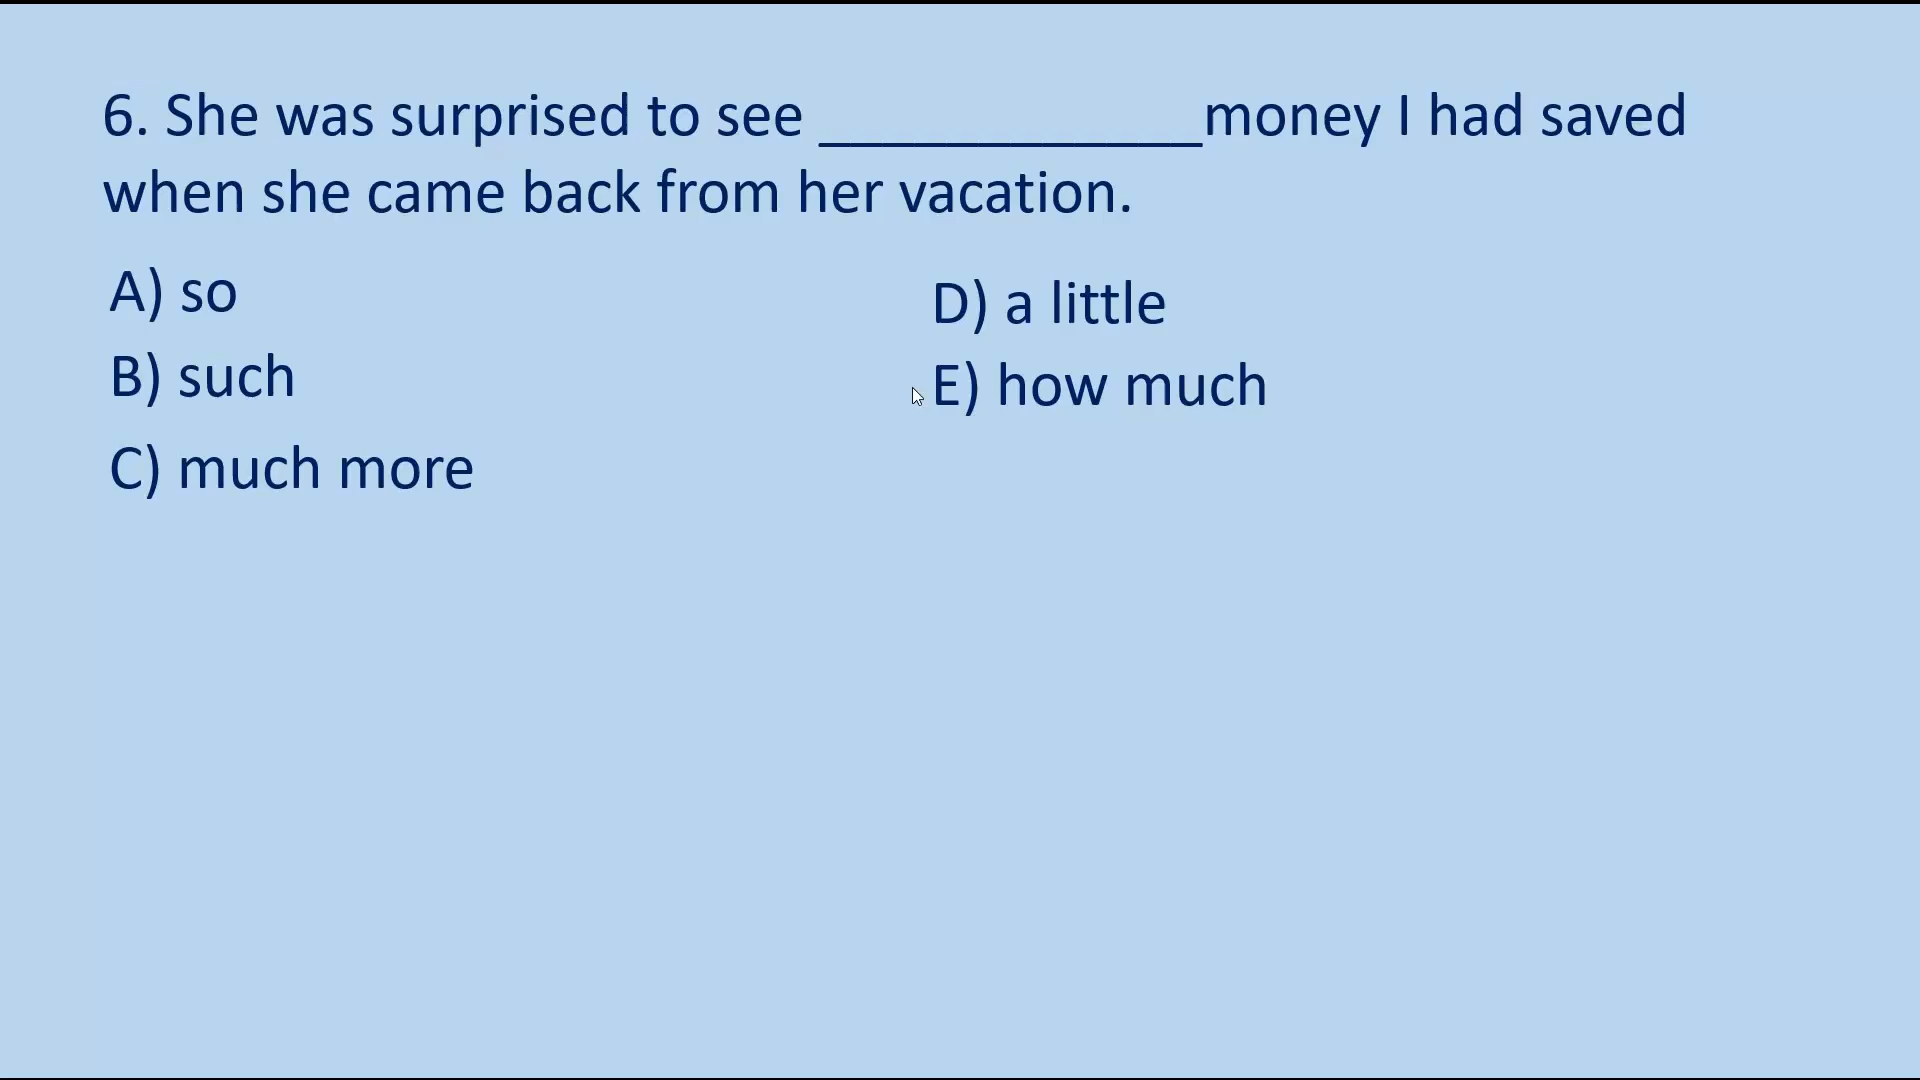 6. She was surprised to see ____________money I had saved
when she came back from her vacation.
A) so
B) such
C) much more
D) a little
E) how much